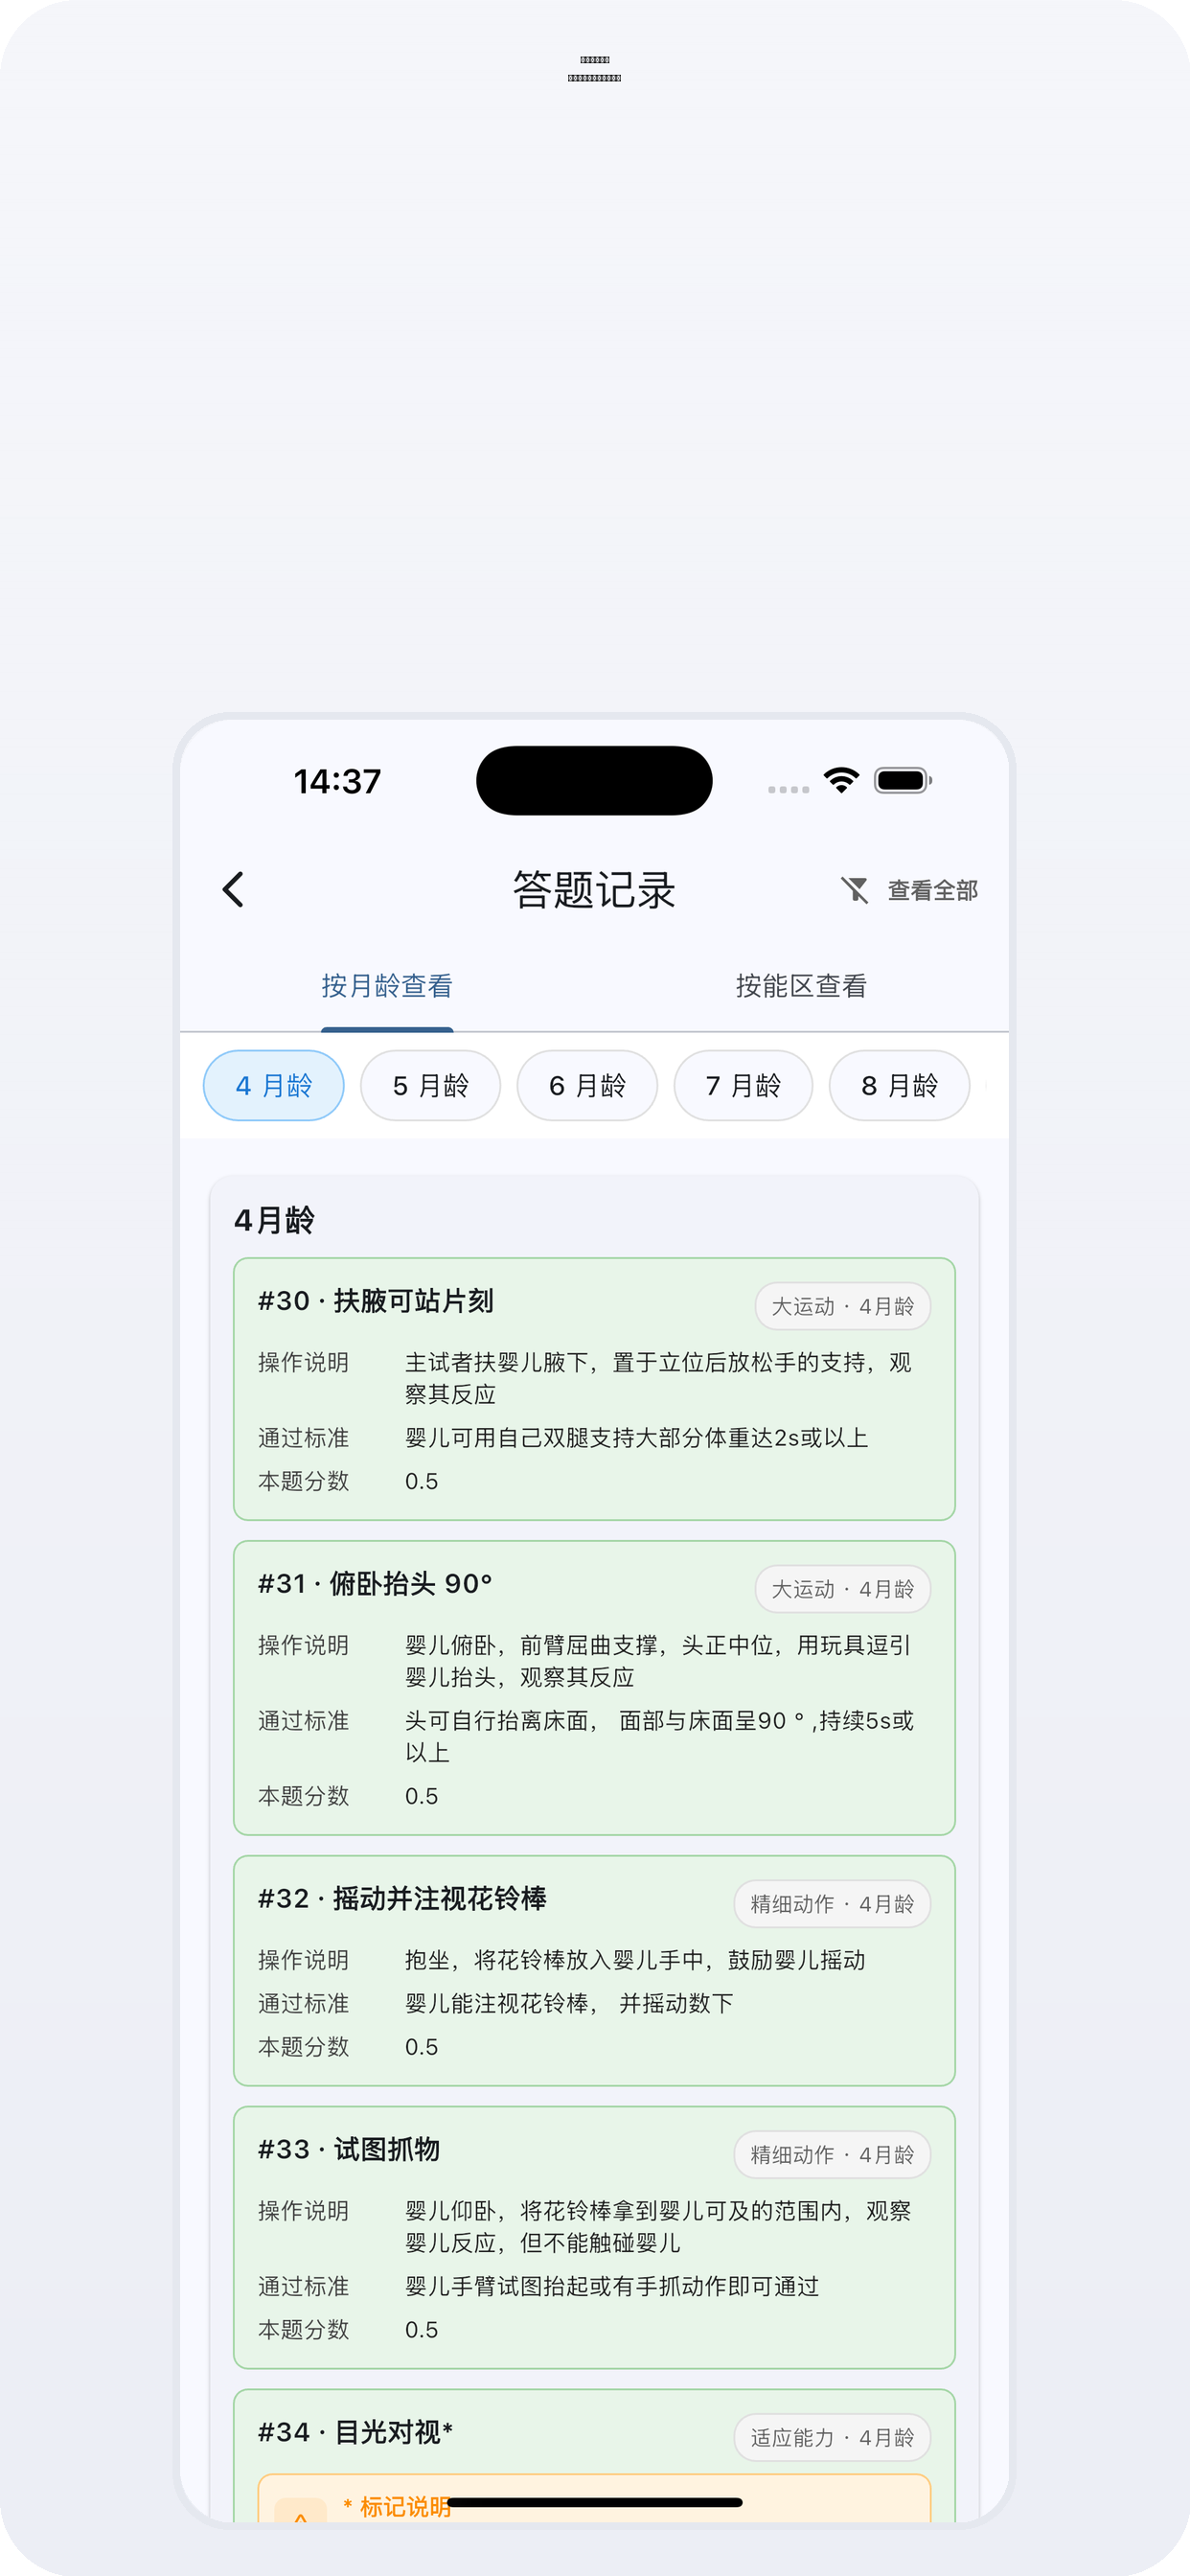 14:37
答题记录
查看全部
按月龄查看
按能区查看
4 月龄
5 月龄
6 月龄
7 月龄
8 月龄
4月龄
#30 · 扶腋可站片刻
大运动 · 4月龄
操作说明
主试者扶婴儿腋下，置于立位后放松手的支持，观
察其反应
通过标准
婴儿可用自己双腿支持大部分体重达2s或以上
本题分数
0.5
#31 · 俯卧抬头 90°
大运动 · 4月龄
操作说明
婴儿俯卧，前臂屈曲支撑，头正中位，用玩具逗引
婴儿抬头，观察其反应
通过标准
头可自行抬离床面， 面部与床面呈90 ° ,持续5s或
以上
本题分数
0.5
#32 · 摇动并注视花铃棒
精细动作 · 4月龄
操作说明
抱坐，将花铃棒放入婴儿手中，鼓励婴儿摇动
通过标准
婴儿能注视花铃棒， 并摇动数下
本题分数
0.5
#33 · 试图抓物
精细动作 · 4月龄
操作说明
婴儿仰卧，将花铃棒拿到婴儿可及的范围内，观察
婴儿反应，但不能触碰婴儿
通过标准
婴儿手臂试图抬起或有手抓动作即可通过
本题分数
0.5
#34 · 目光对视*
适应能力 · 4月龄
* 标记说明